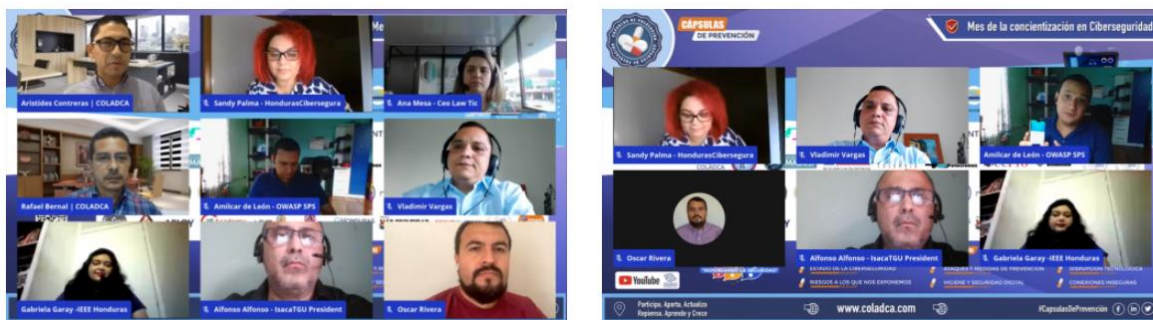 Aristides Contreras | COLADCA
Sandy Palma - HondurasCibersegura
Ana Mesa - Ceo Law Tic
Rafael Bernal | COLADCA
Amilcar de León - OWASP SPS
Vladimir Vargas
Gabriela Garay -IEEE Honduras
Alfonso Alfonso - IsacaTGU President
Oscar Rivera
CÁPSULAS
DE PREVENCIÓN
Mes de la concientización en Ciberseguridad
Sandy Palma - HondurasCibersegura
Vladimir Vargas
Amilcar de León - OWASP SPS
COLADCA
Oscar Rivera
Alfonso Alfonso - IsacaTGU President
Gabriela Garay -IEEE Honduras
YouTube
ESTADO DE LA CIBERSEGURIDAD
ATAQUES Y MEDIDAS DE PREVENCIÓN
DISRUPCIÓN TECNOLÓGICA
RIESGOS A LOS QUE NOS EXPONEMOS
HIGIENE Y SEGURIDAD DIGITAL
CONEXIONES INSEGURAS
Participa, Aporta, Actualiza
Repiensa, Aprende y Crece
www.coladca.com
#CapsulasDePrevención